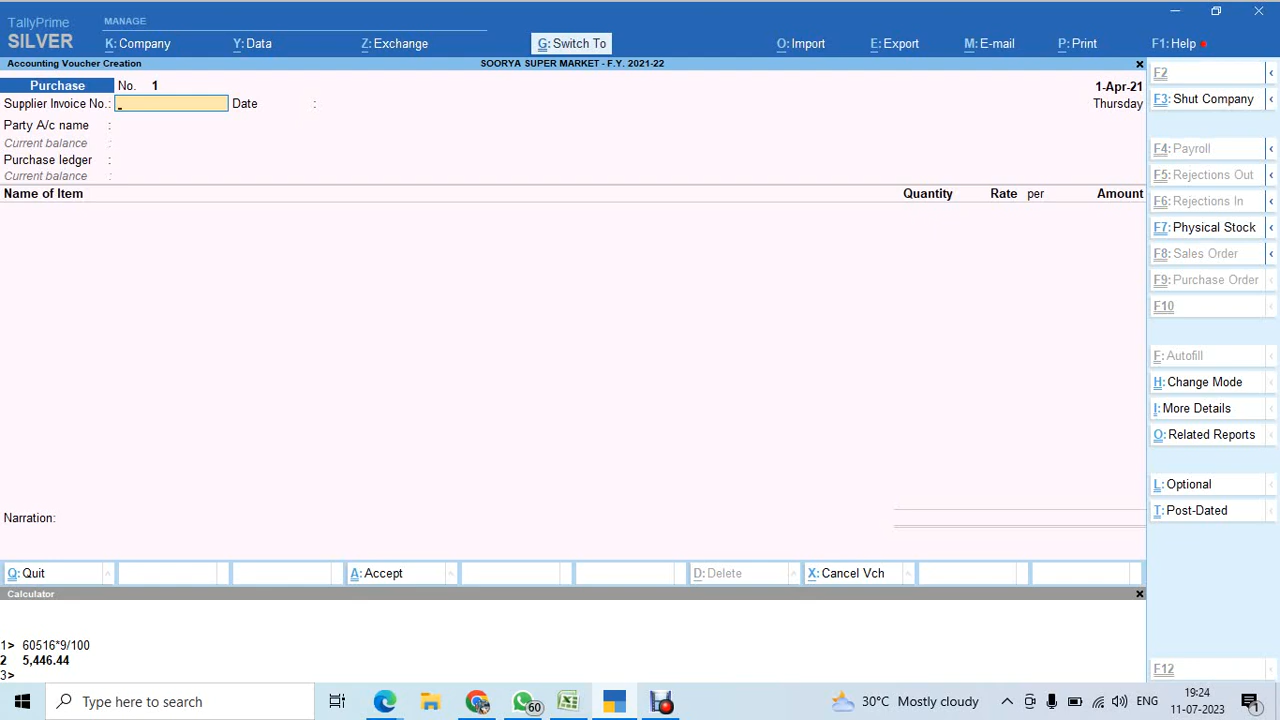 TallyPrime
MANAGE
SILVER
K: Company
Y: Data
Z: Exchange
G: Switch To
O: Import
E: Export
M: E-mail
P: Print
F1: Help
Accounting Voucher Creation
SOORYA SUPER MARKET - F.Y. 2021-22
Purchase
No. 1
1-Apr-21
Supplier Invoice No.:
Date :
Thursday
Party A/c name :
Current balance :
Purchase ledger :
Current balance :
Name of Item
Quantity
Rate
per
Amount
Narration:
F2
F3: Shut Company
F4: Payroll
F5: Rejections Out
F6: Rejections In
F7: Physical Stock
F8: Sales Order
F9: Purchase Order
F10
F: Autofill
H: Change Mode
I: More Details
O: Related Reports
L: Optional
T: Post-Dated
F12
Q: Quit
A: Accept
D: Delete
X: Cancel Vch
Calculator
1> 60516*9/100
2 5,446.44
3>
Type here to search
60
30°C Mostly cloudy
ENG
19:24
11-07-2023
1